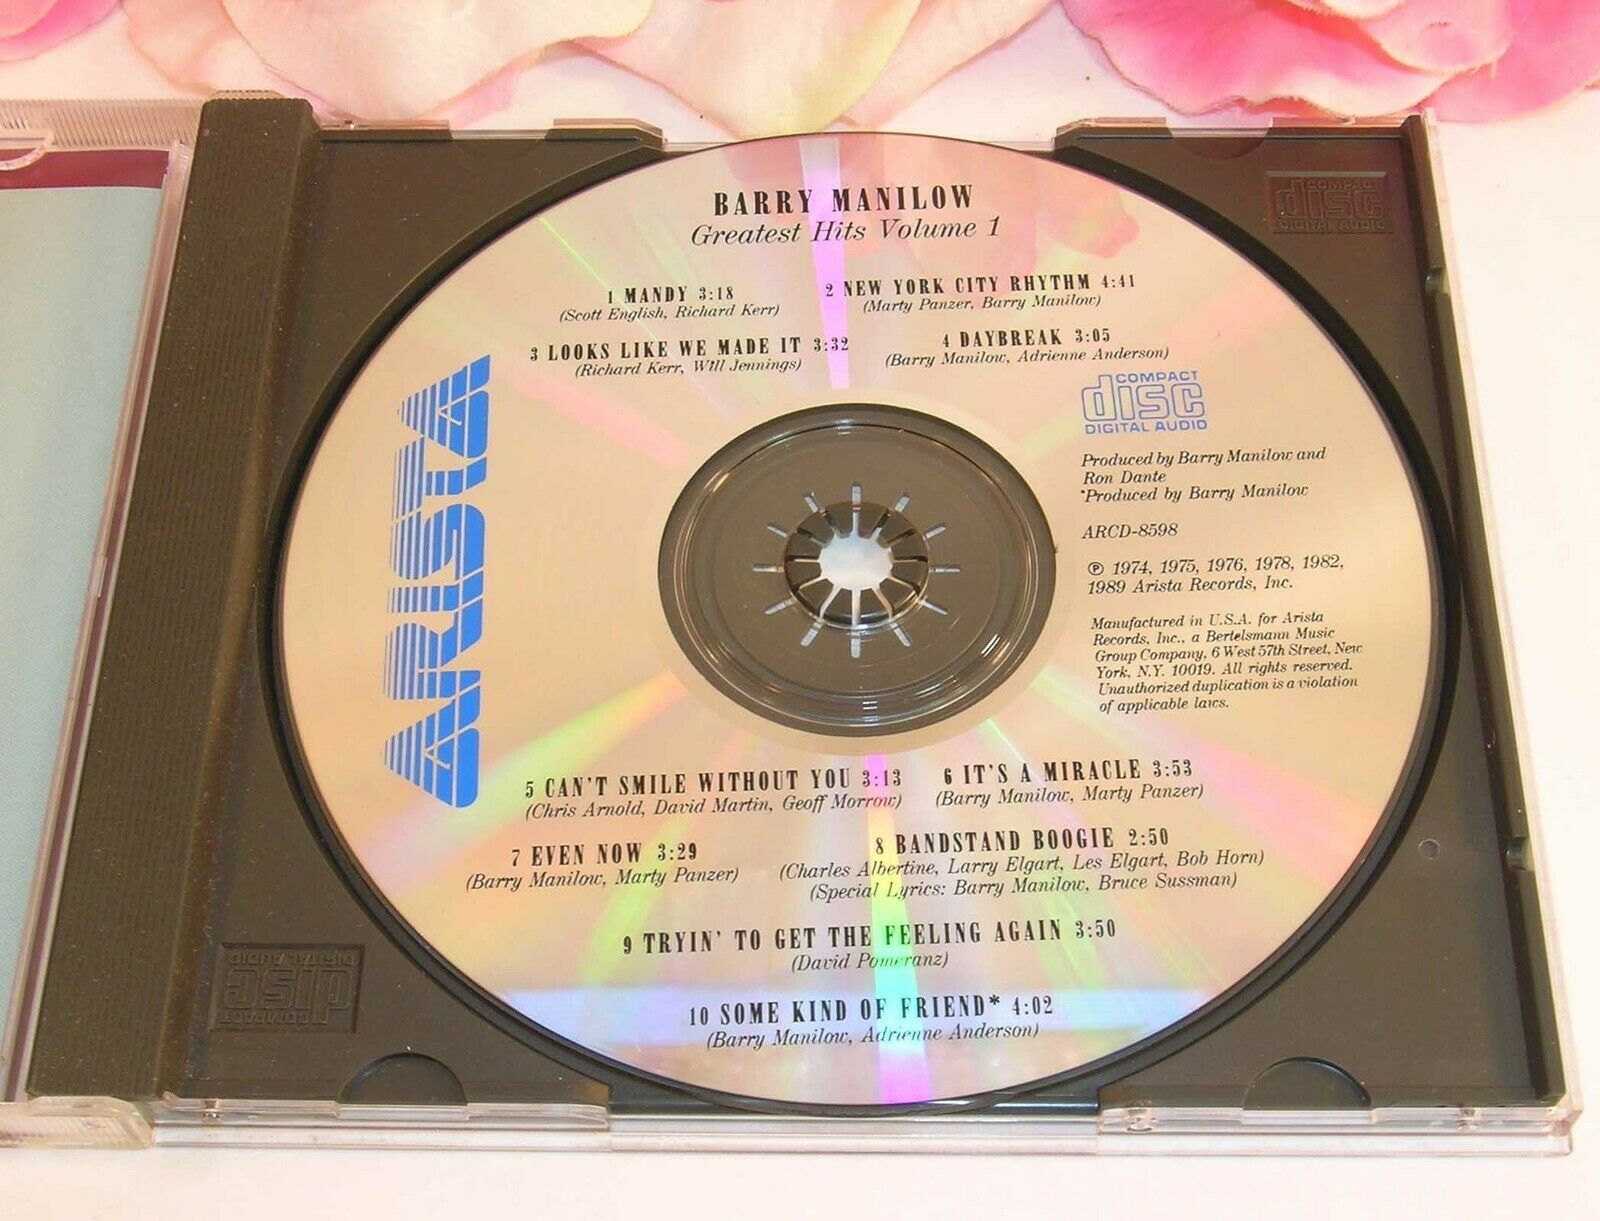 BARRY MANILOW
Greatest Hits Volume 1
1 MANDY 3:18
(Scott English, Richard Kerr)
2 NEW YORK CITY RHYTHM 4:41
(Marty Panzer, Barry Manilow)
3 LOOKS LIKE WE MADE IT 3:32
(Richard Kerr, Will Jennings)
4 DAYBREAK 3:05
(Barry Manilow, Adrienne Anderson)
ARISTA
COMPACT
disc
DIGITAL AUDIO
Produced by Barry Manilow and
Ron Dante
*Produced by Barry Manilow
ARCD-8598
℗ 1974, 1975, 1976, 1978, 1982,
1989 Arista Records, Inc.
Manufactured in U.S.A. for Arista
Records, Inc., a Bertelsmann Music
Group Company, 6 West 57th Street, New
York, N.Y. 10019. All rights reserved.
Unauthorized duplication is a violation
of applicable laws.
5 CAN'T SMILE WITHOUT YOU 3:13
(Chris Arnold, David Martin, Geoff Morrow)
6 IT'S A MIRACLE 3:53
(Barry Manilow, Marty Panzer)
7 EVEN NOW 3:29
(Barry Manilow, Marty Panzer)
8 BANDSTAND BOOGIE 2:50
(Charles Albertine, Larry Elgart, Les Elgart, Bob Horn)
(Special Lyrics: Barry Manilow, Bruce Sussman)
9 TRYIN' TO GET THE FEELING AGAIN 3:50
(David Pomeranz)
10 SOME KIND OF FRIEND* 4:02
(Barry Manilow, Adrienne Anderson)
COMPACT
disc
DIGITAL AUDIO
COMPACT
disc
DIGITAL AUDIO